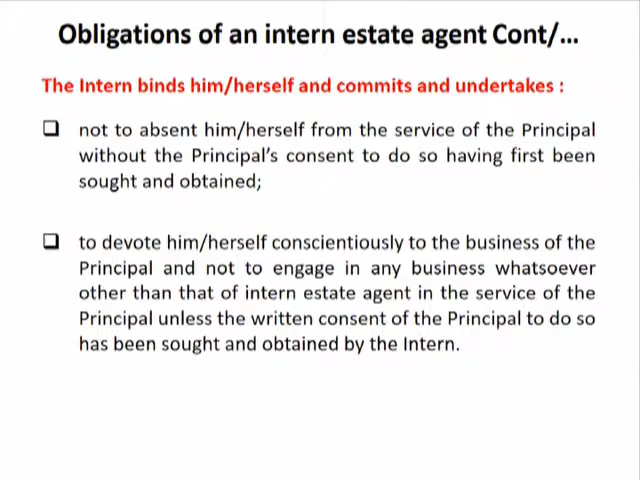 Obligations of an intern estate agent Cont/...
The Intern binds him/herself and commits and undertakes :
not to absent him/herself from the service of the Principal
without the Principal's consent to do so having first been
sought and obtained;
to devote him/herself conscientiously to the business of the
Principal and not to engage in any business whatsoever
other than that of intern estate agent in the service of the
Principal unless the written consent of the Principal to do so
has been sought and obtained by the Intern.